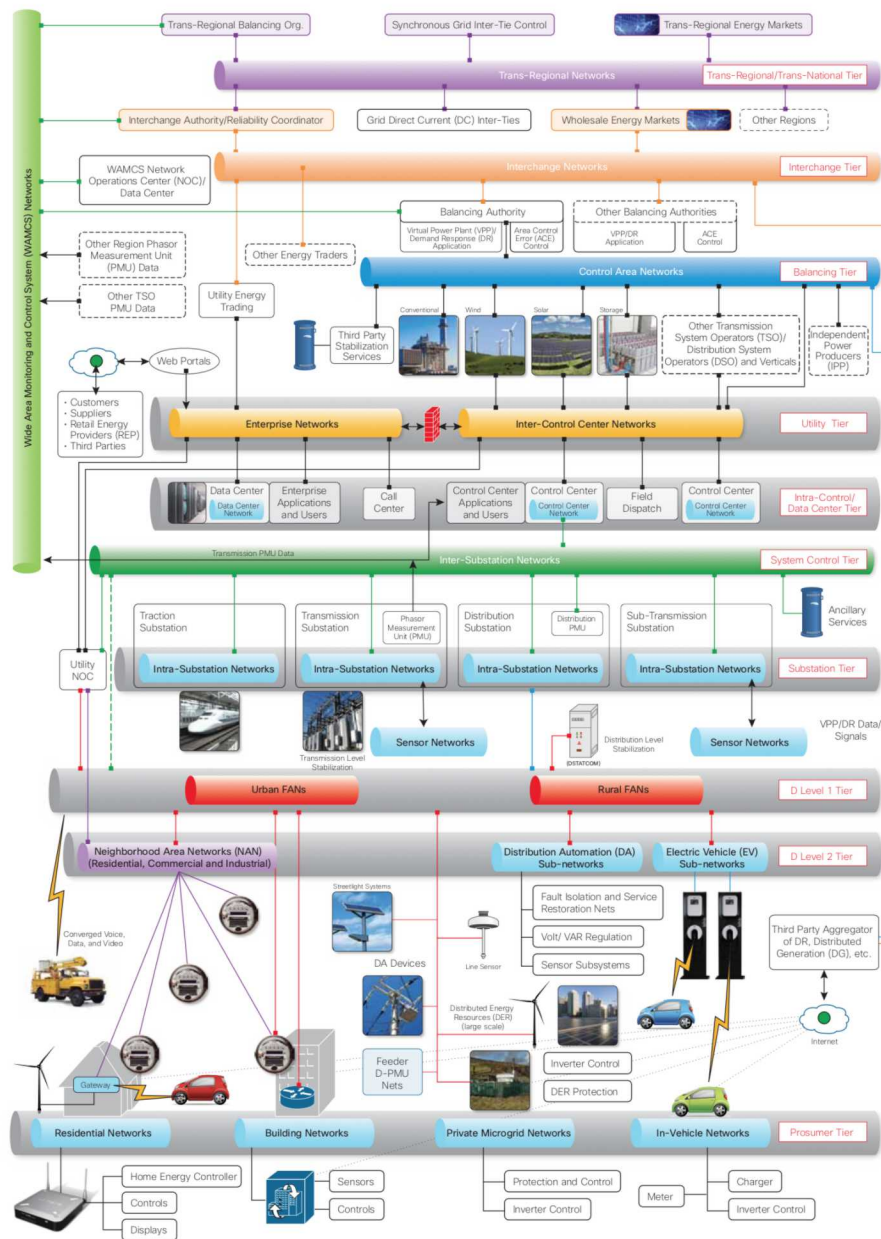 Trans-Regional Balancing Org.
Synchronous Grid Inter-Tie Control
Trans-Regional Energy Markets
Trans-Regional Networks
Trans-Regional/Trans-National Tier
Interchange Authority/Reliability Coordinator
Grid Direct Current (DC) Inter-Ties
Wholesale Energy Markets
Other Regions
Interchange Networks
Interchange Tier
Wide Area Monitoring and Control System (WAMCS) Networks
WAMCS Network
Operations Center (NOC)/
Data Center
Balancing Authority
Virtual Power Plant (VPP)/
Demand Response (DR)
Application
Area Control
Error (ACE)
Control
Other Balancing Authorities
VPP/DR
Application
ACE
Control
Other Region Phasor
Measurement Unit
(PMU) Data
Other Energy Traders
Control Area Networks
Balancing Tier
Other TSO
PMU Data
Utility Energy
Trading
Third Party
Stabilization
Services
Conventional
Wind
Solar
Storage
Other Transmission
System Operators (TSO)/
Distribution System
Operators (DSO) and Verticals
Independent
Power
Producers
(IPP)
Web Portals
• Customers
• Suppliers
• Retail Energy
Providers (REP)
• Third Parties
Enterprise Networks
Inter-Control Center Networks
Utility Tier
Data Center
Data Center
Network
Enterprise
Applications
and Users
Call
Center
Control Center
Applications
and Users
Control Center
Control Center
Network
Field
Dispatch
Control Center
Control Center
Network
Intra-Control/
Data Center Tier
Transmission PMU Data
Inter-Substation Networks
System Control Tier
Traction
Substation
Transmission
Substation
Phasor
Measurement
Unit (PMU)
Distribution
Substation
Distribution
PMU
Sub-Transmission
Substation
Ancillary
Services
Utility
NOC
Intra-Substation Networks
Intra-Substation Networks
Intra-Substation Networks
Intra-Substation Networks
Substation Tier
Transmission Level
Stabilization
Sensor Networks
(DSTATCOM)
Distribution Level
Stabilization
Sensor Networks
VPP/DR Data/
Signals
Urban FANs
Rural FANs
D Level 1 Tier
Neighborhood Area Networks (NAN)
(Residential, Commercial and Industrial)
Distribution Automation (DA)
Sub-networks
Electric Vehicle (EV)
Sub-networks
D Level 2 Tier
Streetlight Systems
Fault Isolation and Service
Restoration Nets
Volt/ VAR Regulation
Sensor Subsystems
Converged Voice,
Data, and Video
DA Devices
Line Sensor
Third Party Aggregator
of DR, Distributed
Generation (DG), etc.
Distributed Energy
Resources (DER)
(large scale)
Internet
Feeder
D-PMU
Nets
Inverter Control
DER Protection
Gateway
Residential Networks
Building Networks
Private Microgrid Networks
In-Vehicle Networks
Prosumer Tier
Home Energy Controller
Controls
Displays
Sensors
Controls
Protection and Control
Inverter Control
Meter
Charger
Inverter Control